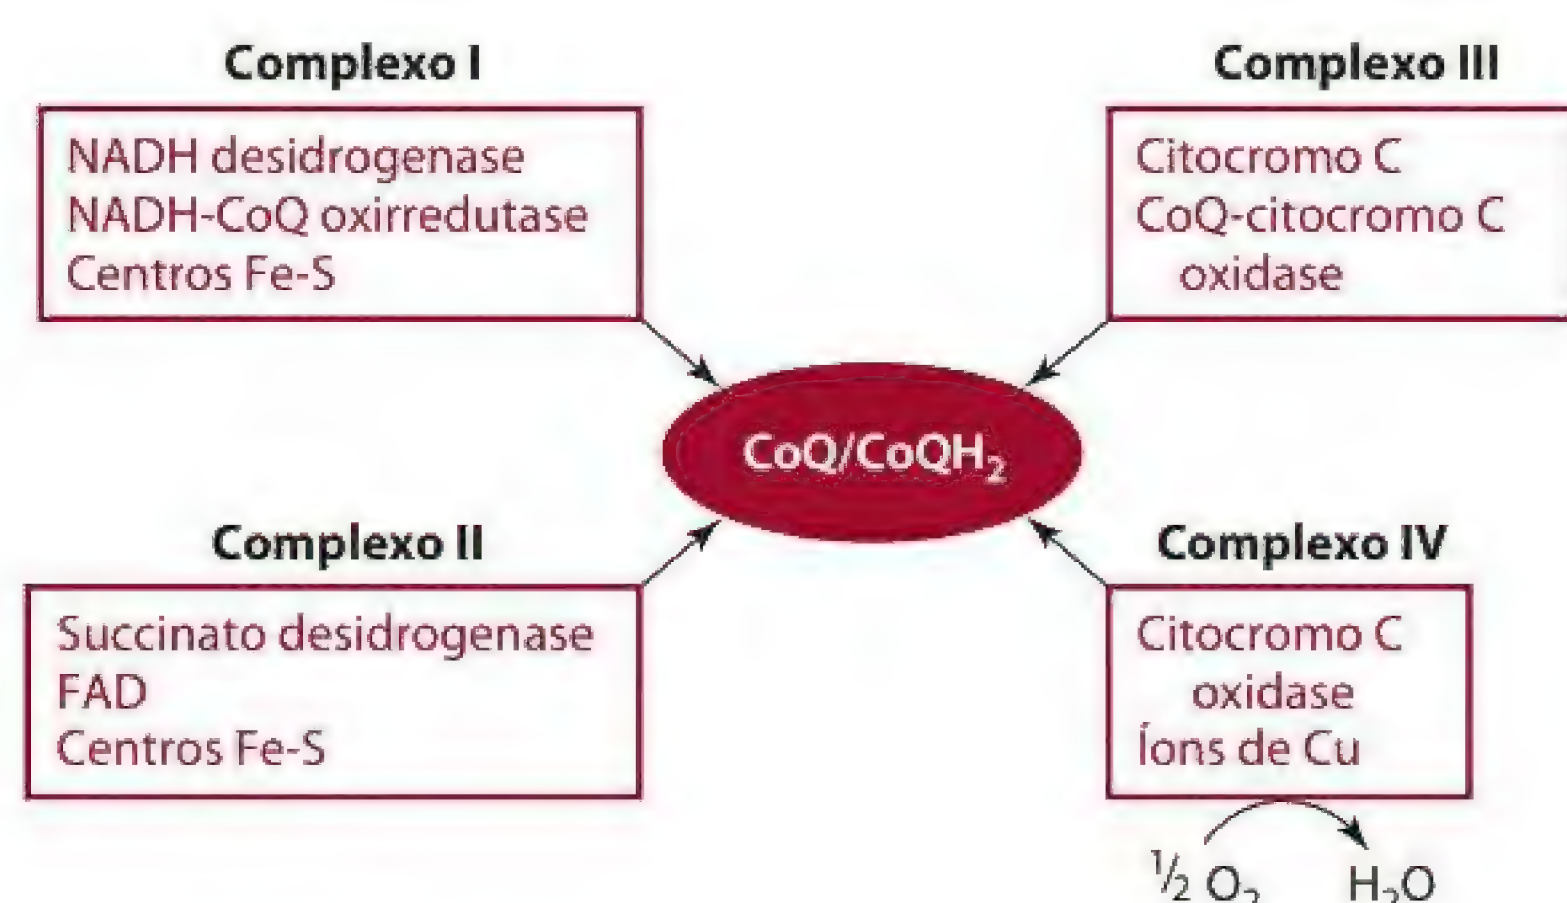 Complexo I
NADH desidrogenase
NADH-CoQ oxirredutase
Centros Fe-S
Complexo III
Citocromo C
CoQ-citocromo C
oxidase
CoQ/CoQH₂
Complexo II
Succinato desidrogenase
FAD
Centros Fe-S
Complexo IV
Citocromo C
oxidase
Íons de Cu
½ O₂
H₂O